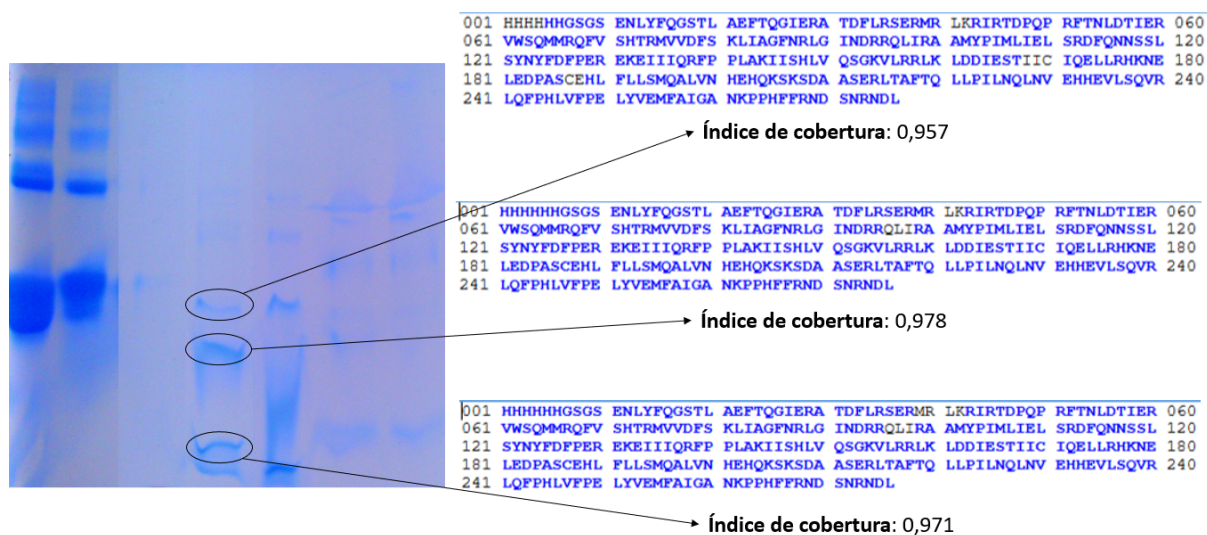 001 HHHHHHGSGS ENLYFQGSTL AEFTQGIERA TDFLRSERMR LKRIRTDPQP RFTNLDTIER 060
061 VWSQMMRQFV SHTRMVVDFS KLIAGFNRLG INDRRQLIRA AMYPIMLIEL SRDFQNNSSL 120
121 SYNYFDFPER EKEIIIQRFP PLAKIISHLV QSGKVLRRLK LDDIESTIIC IQELLRHKNE 180
181 LEDPASCEHL FLLSMQALVN HEHQKSKSDA ASERLTAFTQ LLPILNQLNV EHHEVLSQVR 240
241 LQFPHLVFPE LYVEMFAIGA NKPPHFFRND SNRNDL
Índice de cobertura: 0,957
001 HHHHHHGSGS ENLYFQGSTL AEFTQGIERA TDFLRSERMR LKRIRTDPQP RFTNLDTIER 060
061 VWSQMMRQFV SHTRMVVDFS KLIAGFNRLG INDRRQLIRA AMYPIMLIEL SRDFQNNSSL 120
121 SYNYFDFPER EKEIIIQRFP PLAKIISHLV QSGKVLRRLK LDDIESTIIC IQELLRHKNE 180
181 LEDPASCEHL FLLSMQALVN HEHQKSKSDA ASERLTAFTQ LLPILNQLNV EHHEVLSQVR 240
241 LQFPHLVFPE LYVEMFAIGA NKPPHFFRND SNRNDL
Índice de cobertura: 0,978
001 HHHHHHGSGS ENLYFQGSTL AEFTQGIERA TDFLRSERMR LKRIRTDPQP RFTNLDTIER 060
061 VWSQMMRQFV SHTRMVVDFS KLIAGFNRLG INDRRQLIRA AMYPIMLIEL SRDFQNNSSL 120
121 SYNYFDFPER EKEIIIQRFP PLAKIISHLV QSGKVLRRLK LDDIESTIIC IQELLRHKNE 180
181 LEDPASCEHL FLLSMQALVN HEHQKSKSDA ASERLTAFTQ LLPILNQLNV EHHEVLSQVR 240
241 LQFPHLVFPE LYVEMFAIGA NKPPHFFRND SNRNDL
Índice de cobertura: 0,971